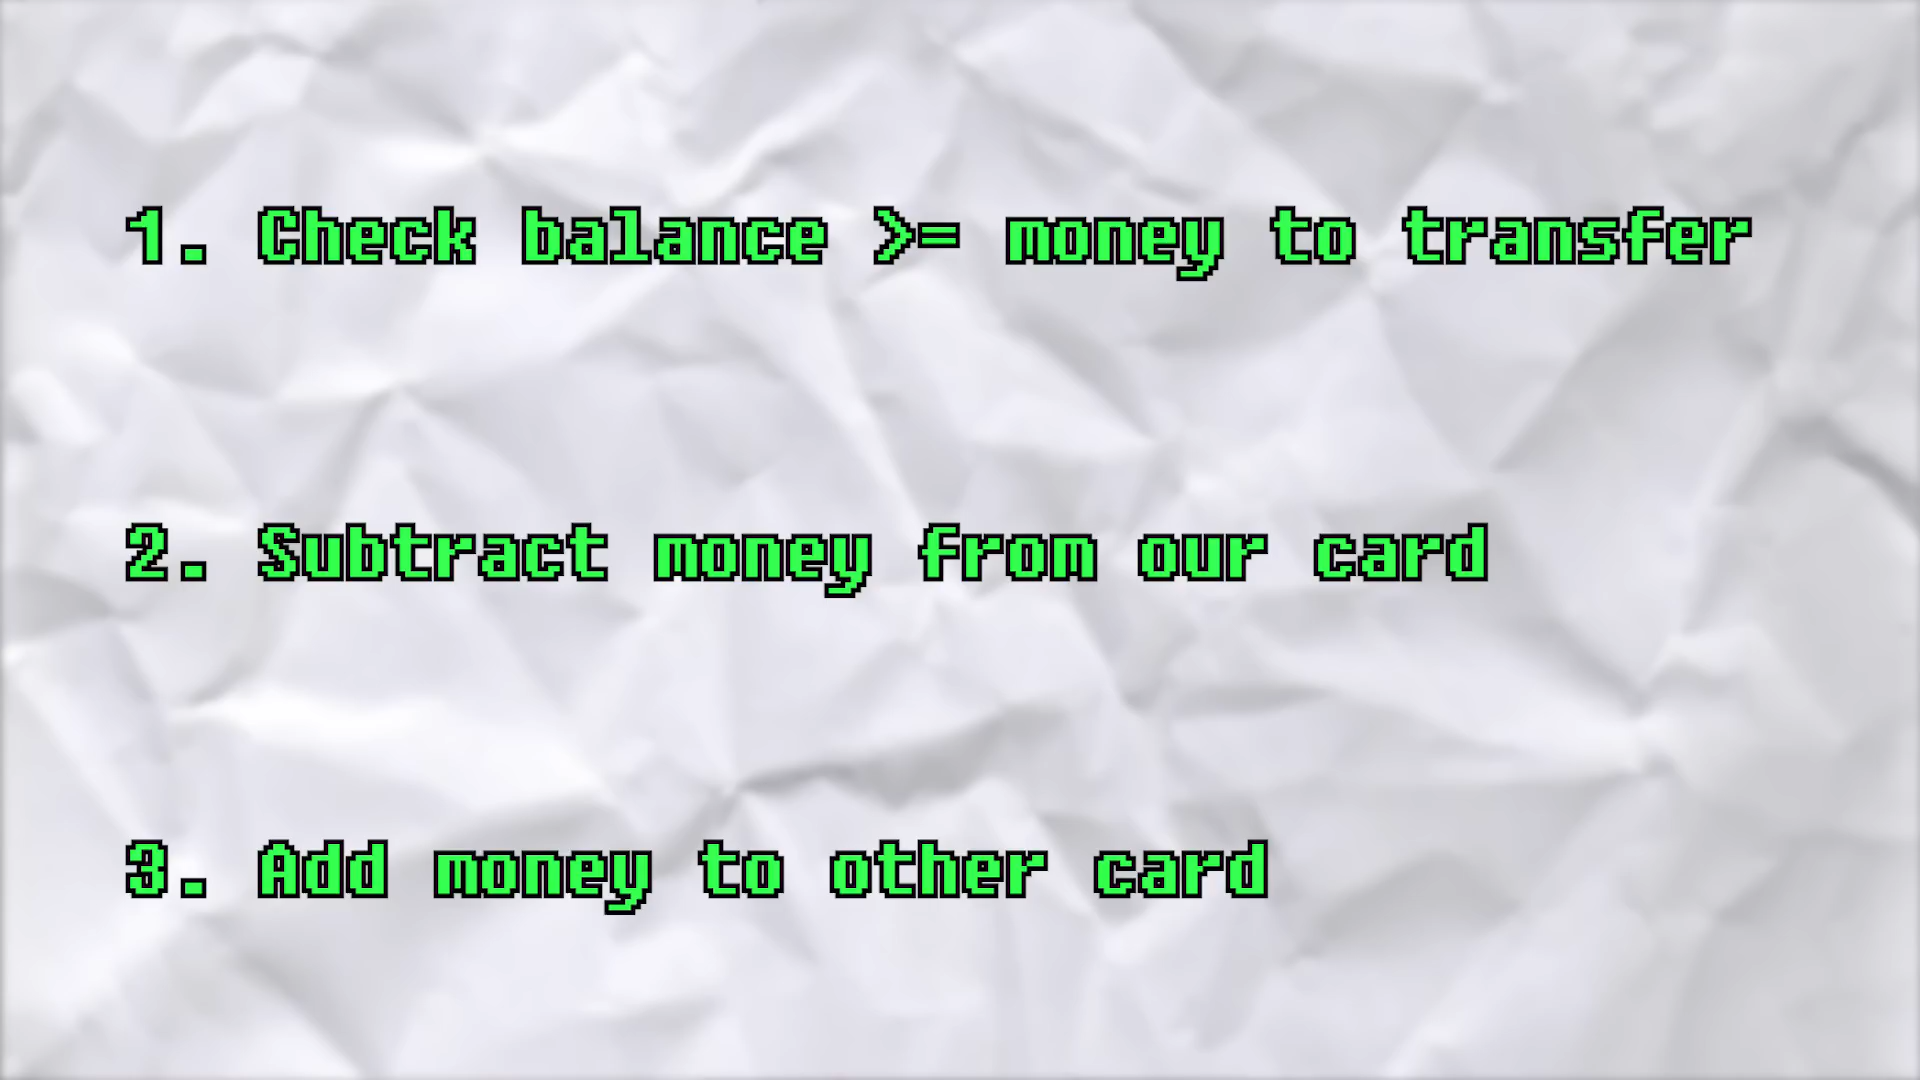 1. Check balance >= money to transfer
2. Subtract money from our card
3. Add money to other card